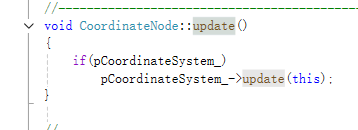 //------------------------------------------
void CoordinateNode::update()
{
    if(pCoordinateSystem_)
        pCoordinateSystem_->update(this);
}
//